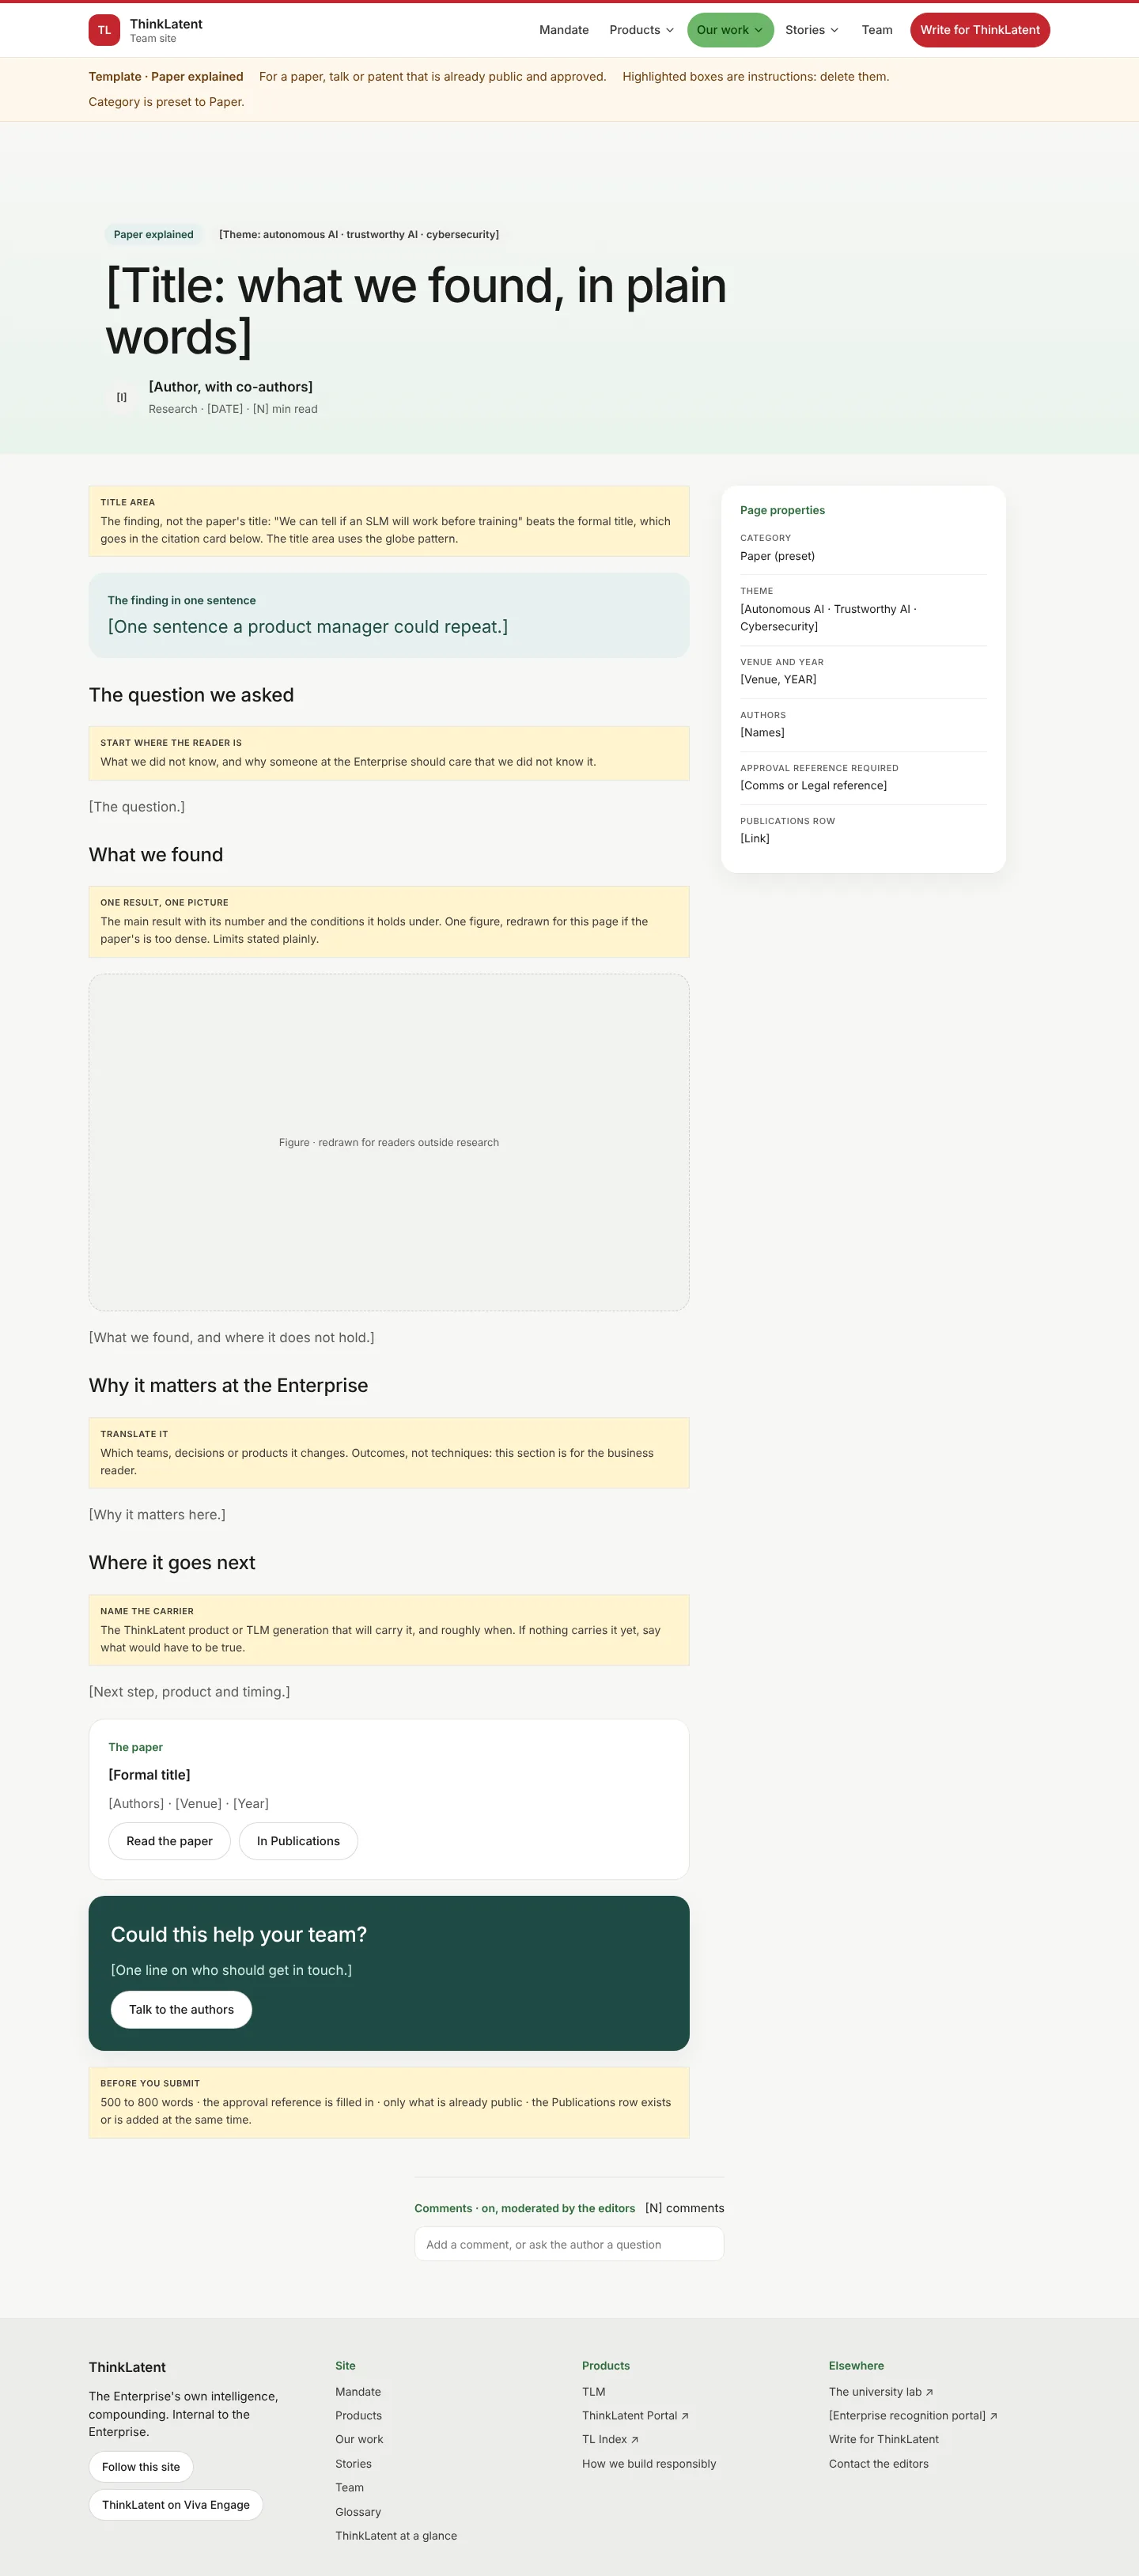 TL
ThinkLatent
Team site
Mandate
Products
Our work
Stories
Team
Write for ThinkLatent
Template · Paper explained
For a paper, talk or patent that is already public and approved.
Highlighted boxes are instructions: delete them.
Category is preset to Paper.
Paper explained
[Theme: autonomous AI · trustworthy AI · cybersecurity]
[Title: what we found, in plain
words]
[I]
[Author, with co-authors]
Research · [DATE] · [N] min read
TITLE AREA
The finding, not the paper's title: "We can tell if an SLM will work before training" beats the formal title, which
goes in the citation card below. The title area uses the globe pattern.
The finding in one sentence
[One sentence a product manager could repeat.]
The question we asked
START WHERE THE READER IS
What we did not know, and why someone at the Enterprise should care that we did not know it.
[The question.]
What we found
ONE RESULT, ONE PICTURE
The main result with its number and the conditions it holds under. One figure, redrawn for this page if the
paper's is too dense. Limits stated plainly.
Figure · redrawn for readers outside research
[What we found, and where it does not hold.]
Why it matters at the Enterprise
TRANSLATE IT
Which teams, decisions or products it changes. Outcomes, not techniques: this section is for the business
reader.
[Why it matters here.]
Where it goes next
NAME THE CARRIER
The ThinkLatent product or TLM generation that will carry it, and roughly when. If nothing carries it yet, say
what would have to be true.
[Next step, product and timing.]
The paper
[Formal title]
[Authors] · [Venue] · [Year]
Read the paper
In Publications
Could this help your team?
[One line on who should get in touch.]
Talk to the authors
BEFORE YOU SUBMIT
500 to 800 words · the approval reference is filled in · only what is already public · the Publications row exists
or is added at the same time.
Page properties
CATEGORY
Paper (preset)
THEME
[Autonomous AI · Trustworthy AI ·
Cybersecurity]
VENUE AND YEAR
[Venue, YEAR]
AUTHORS
[Names]
APPROVAL REFERENCE REQUIRED
[Comms or Legal reference]
PUBLICATIONS ROW
[Link]
Comments · on, moderated by the editors
[N] comments
Add a comment, or ask the author a question
ThinkLatent
The Enterprise's own intelligence,
compounding. Internal to the
Enterprise.
Follow this site
ThinkLatent on Viva Engage
Site
Mandate
Products
Our work
Stories
Team
Glossary
ThinkLatent at a glance
Products
TLM
ThinkLatent Portal ↗
TL Index ↗
How we build responsibly
Elsewhere
The university lab ↗
[Enterprise recognition portal] ↗
Write for ThinkLatent
Contact the editors